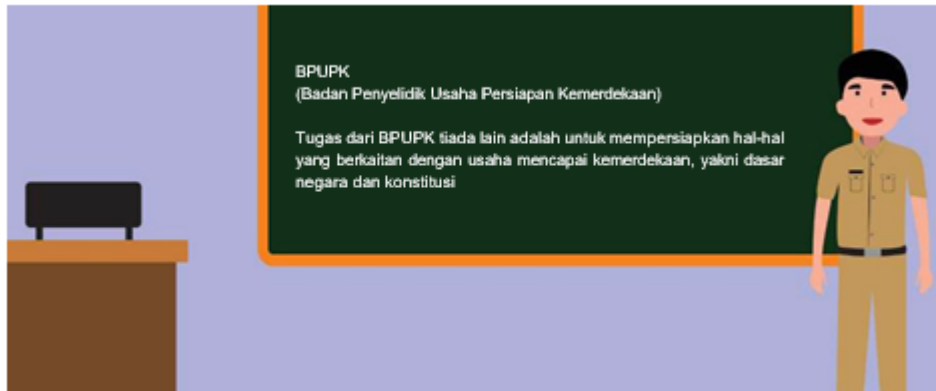 BPUPK
(Badan Penyelidik Usaha Persiapan Kemerdekaan)
Tugas dari BPUPK tiada lain adalah untuk mempersiapkan hal-hal
yang berkaitan dengan usaha mencapai kemerdekaan, yakni dasar
negara dan konstitusi